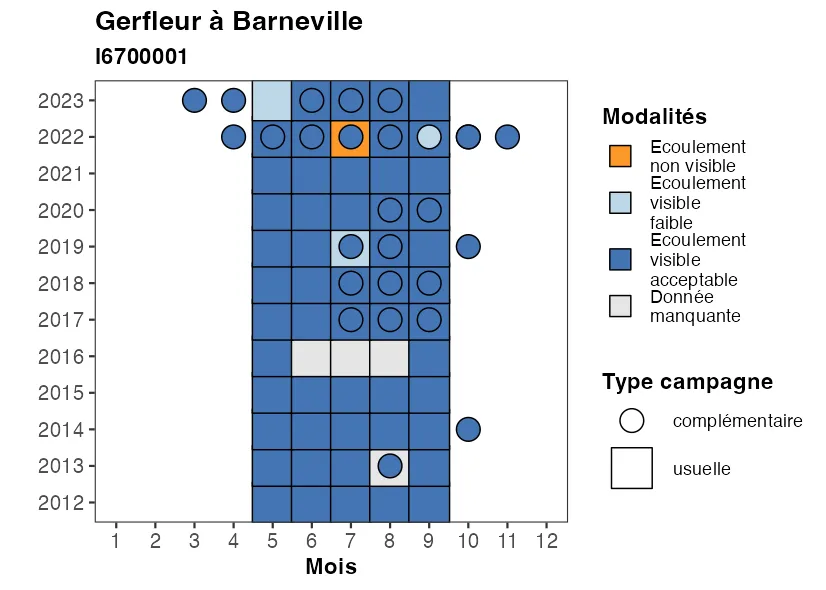 Gerfleur à Barneville
I6700001
2023
2022
2021
2020
2019
2018
2017
2016
2015
2014
2013
2012
1 2 3 4 5 6 7 8 9 10 11 12
Mois
Modalités
Ecoulement
non visible
Ecoulement
visible
faible
Ecoulement
visible
acceptable
Donnée
manquante
Type campagne
complémentaire
usuelle